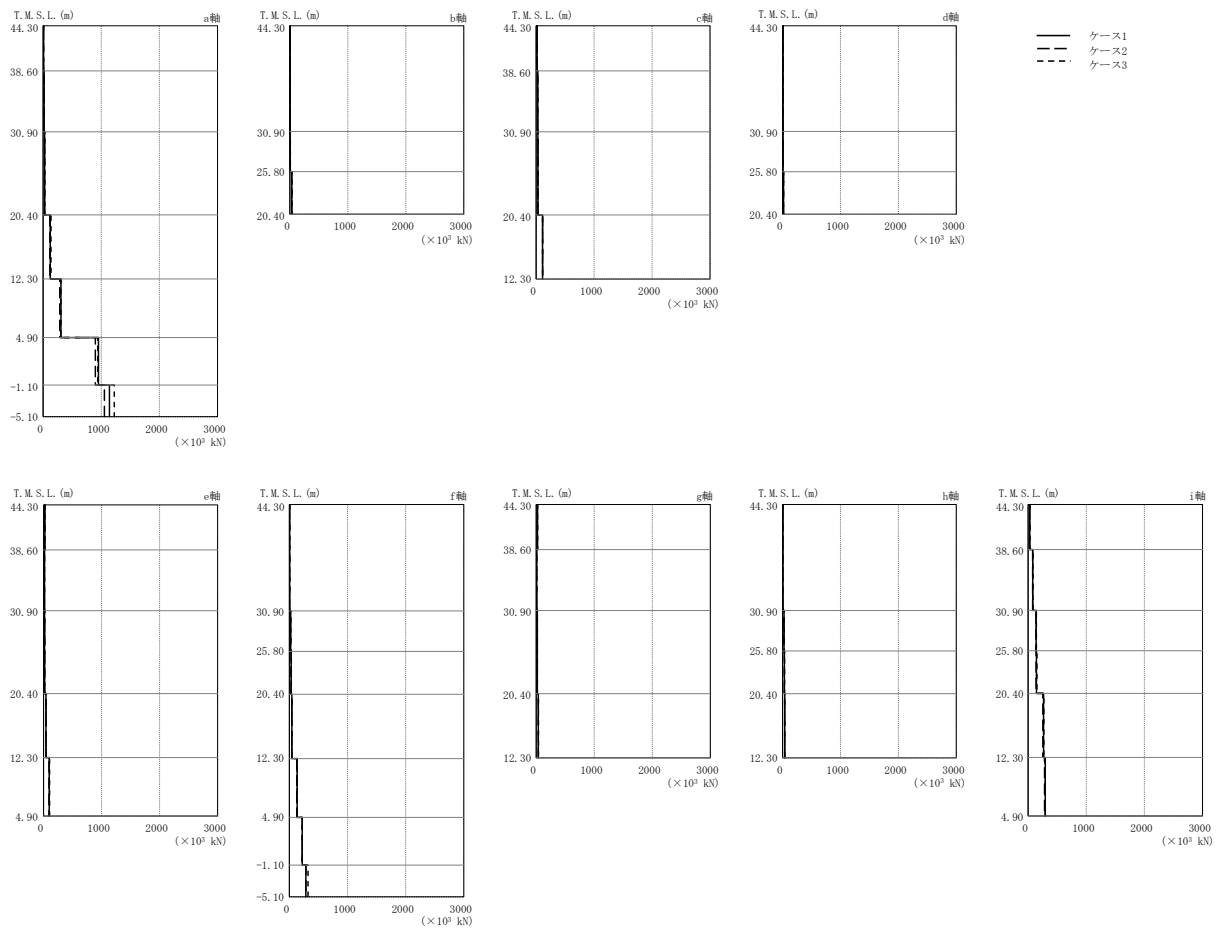 T.M.S.L.(m) a軸
44.30
38.60
30.90
20.40
12.30
4.90
-1.10
-5.10
0 1000 2000 3000
(×10³ kN)
T.M.S.L.(m) b軸
44.30
30.90
25.80
20.40
0 1000 2000 3000
(×10³ kN)
T.M.S.L.(m) c軸
44.30
38.60
30.90
20.40
12.30
0 1000 2000 3000
(×10³ kN)
T.M.S.L.(m) d軸
44.30
30.90
25.80
20.40
0 1000 2000 3000
(×10³ kN)
ケース1
ケース2
ケース3
T.M.S.L.(m) e軸
44.30
38.60
30.90
20.40
12.30
4.90
0 1000 2000 3000
(×10³ kN)
T.M.S.L.(m) f軸
44.30
30.90
25.80
20.40
12.30
4.90
-1.10
-5.10
0 1000 2000 3000
(×10³ kN)
T.M.S.L.(m) g軸
44.30
38.60
30.90
20.40
12.30
0 1000 2000 3000
(×10³ kN)
T.M.S.L.(m) h軸
44.30
30.90
25.80
20.40
12.30
0 1000 2000 3000
(×10³ kN)
T.M.S.L.(m) i軸
44.30
38.60
30.90
25.80
20.40
12.30
4.90
0 1000 2000 3000
(×10³ kN)